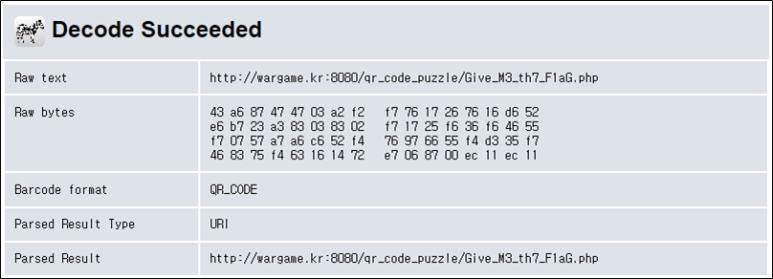 Decode Succeeded
Raw text http://wargame.kr:8080/qr_code_puzzle/Give_M3_th7_F1aG.php
Raw bytes 43 a6 87 47 47 03 a2 f2 f7 76 17 26 76 16 d6 52
e6 b7 23 a3 83 03 83 02 f7 17 25 f6 36 f6 46 55
f7 07 57 a7 a6 c6 52 f4 76 97 66 55 f4 d3 35 f7
46 83 75 f4 63 16 14 72 e7 06 87 00 ec 11 ec 11
Barcode format QR_CODE
Parsed Result Type URI
Parsed Result http://wargame.kr:8080/qr_code_puzzle/Give_M3_th7_F1aG.php